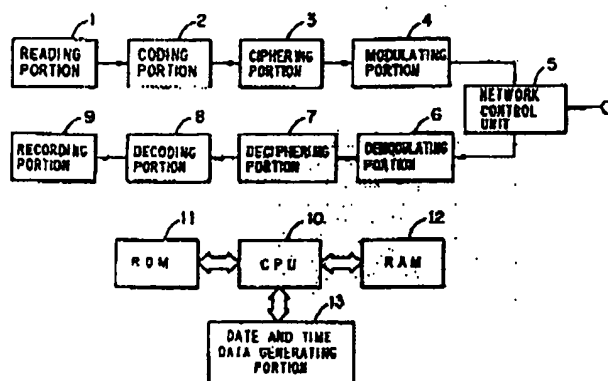 1 2 3 4
READING PORTION
CODING PORTION
CIPHERING PORTION
MODULATING PORTION
5
NETWORK CONTROL UNIT
9 8 7 6
RECORDING PORTION
DECODING PORTION
DECIPHERING PORTION
DEMODULATING PORTION
11 10 12
ROM
CPU
RAM
13
DATE AND TIME
DATA GENERATING
PORTION